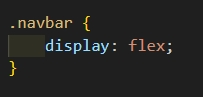 .navbar {
    display: flex;
}